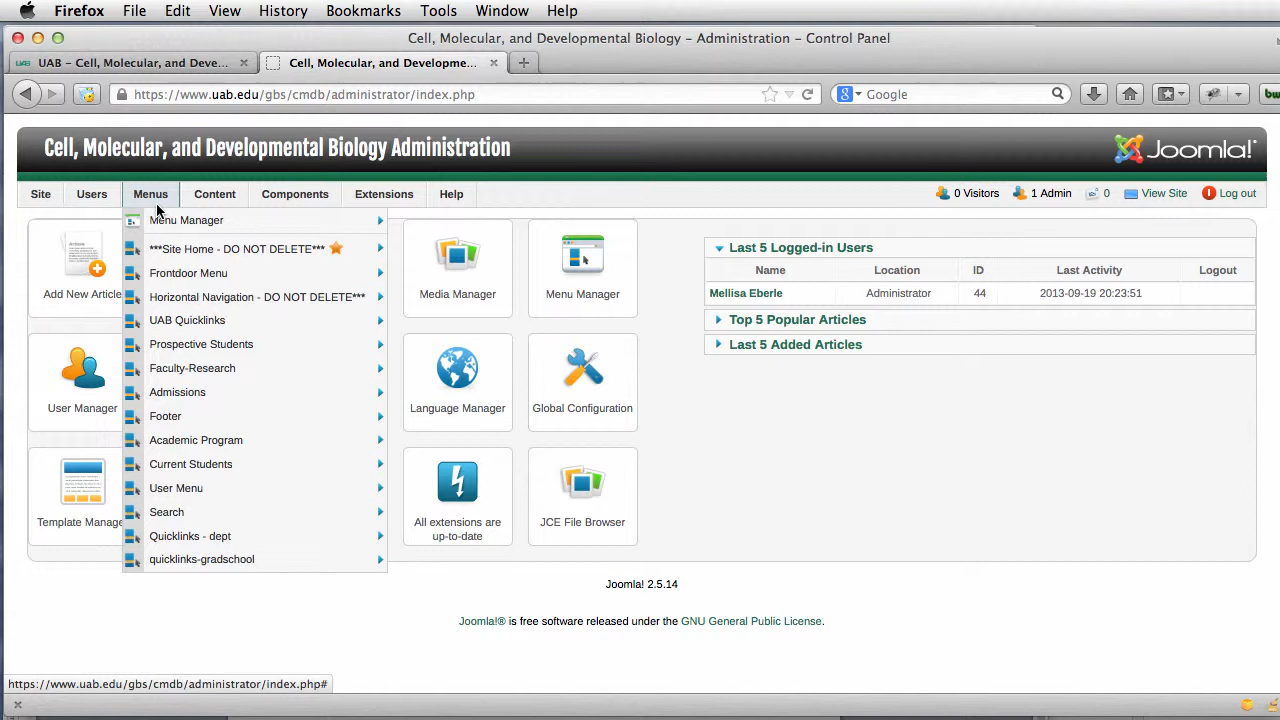 Firefox File Edit View History Bookmarks Tools Window Help
Cell, Molecular, and Developmental Biology – Administration – Control Panel
UAB UAB – Cell, Molecular, and Deve... Cell, Molecular, and Developme...
https://www.uab.edu/gbs/cmdb/administrator/index.php Google
Cell, Molecular, and Developmental Biology Administration Joomla!
Site Users Menus Content Components Extensions Help 0 Visitors 1 Admin 0 View Site Log out
Menu Manager
***Site Home - DO NOT DELETE***
Frontdoor Menu
Horizontal Navigation - DO NOT DELETE***
UAB Quicklinks
Prospective Students
Faculty-Research
Admissions
Footer
Academic Program
Current Students
User Menu
Search
Quicklinks - dept
quicklinks-gradschool
Add New Article Media Manager Menu Manager
User Manager Language Manager Global Configuration
Template Manage All extensions are JCE File Browser
up-to-date
Last 5 Logged-in Users
Name Location ID Last Activity Logout
Mellisa Eberle Administrator 44 2013-09-19 20:23:51
Top 5 Popular Articles
Last 5 Added Articles
Joomla! 2.5.14
Joomla!® is free software released under the GNU General Public License.
https://www.uab.edu/gbs/cmdb/administrator/index.php#